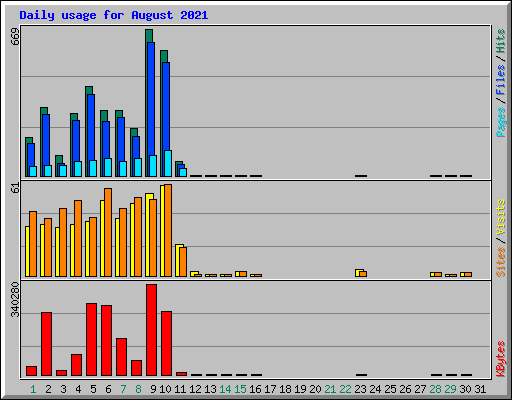 Daily usage for August 2021
669
Pages / Files / Hits
61
Sites / Visits
340280
KBytes
1 2 3 4 5 6 7 8 9 10 11 12 13 14 15 16 17 18 19 20 21 22 23 24 25 26 27 28 29 30 31